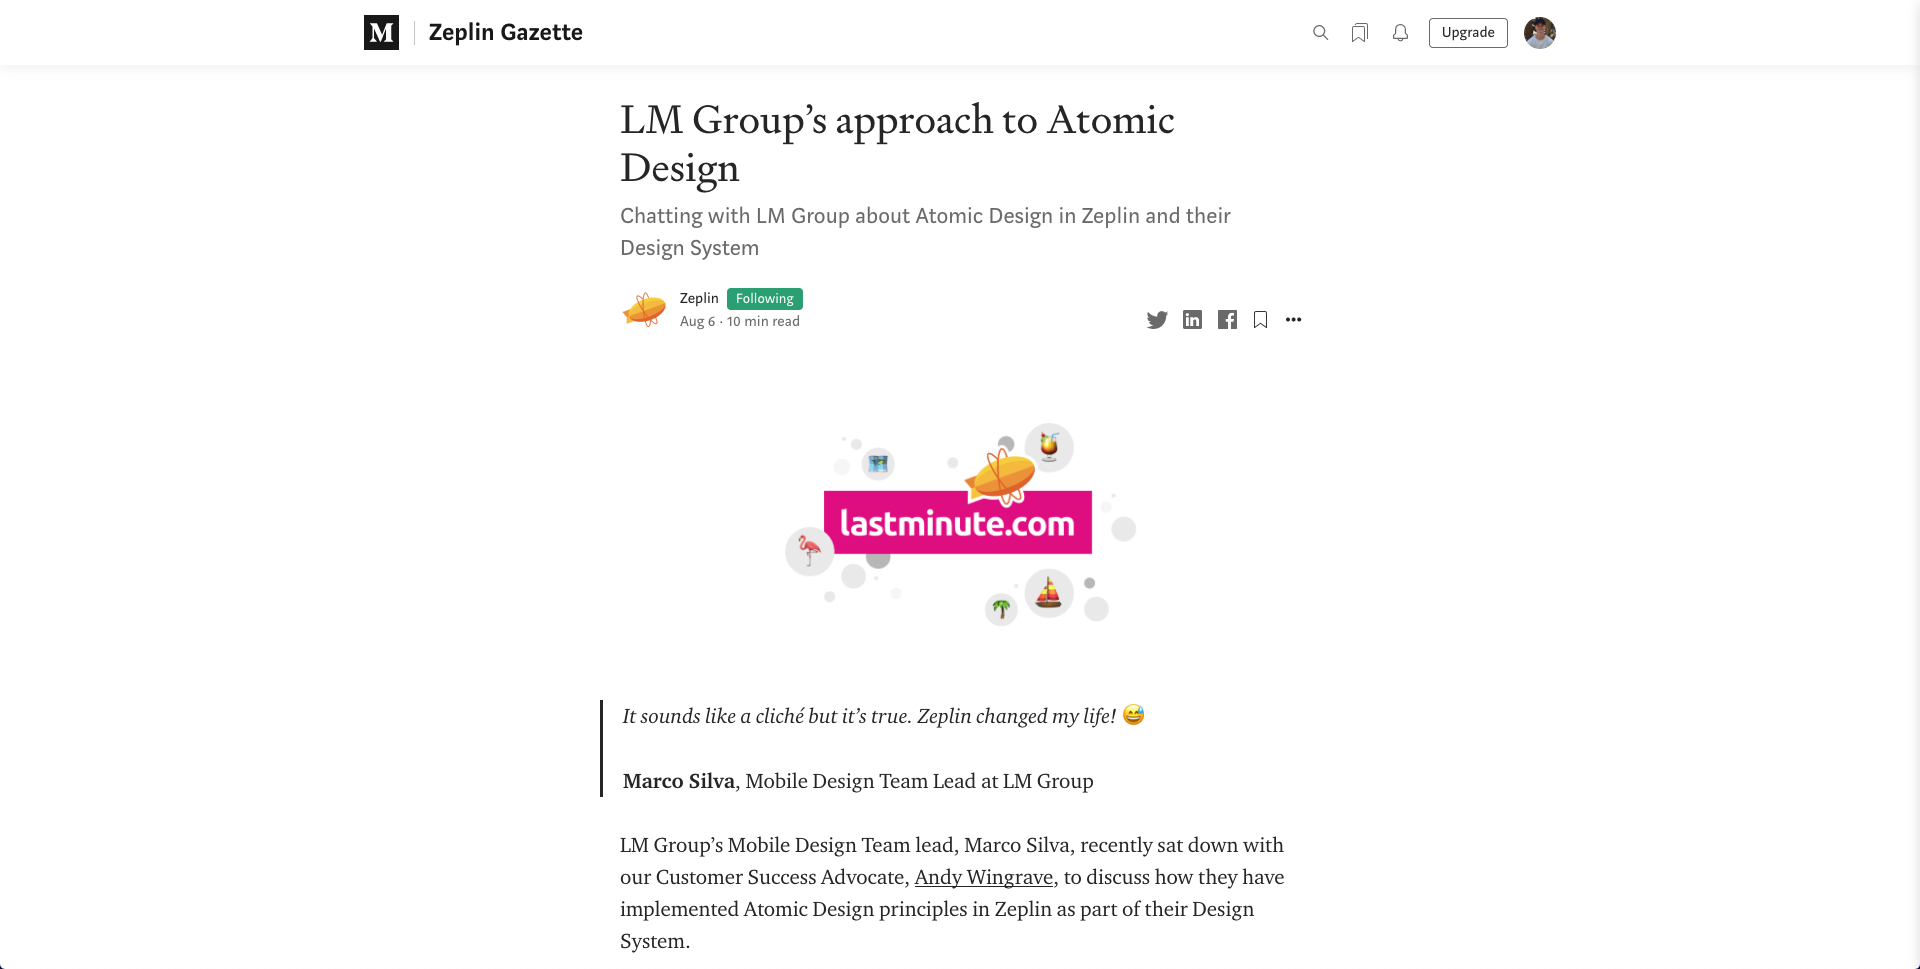 M
Zeplin Gazette
Upgrade
LM Group’s approach to Atomic
Design
Chatting with LM Group about Atomic Design in Zeplin and their
Design System
Zeplin Following
Aug 6 · 10 min read
lastminute.com
It sounds like a cliché but it’s true. Zeplin changed my life! 😅
Marco Silva, Mobile Design Team Lead at LM Group
LM Group’s Mobile Design Team lead, Marco Silva, recently sat down with
our Customer Success Advocate, Andy Wingrave, to discuss how they have
implemented Atomic Design principles in Zeplin as part of their Design
System.